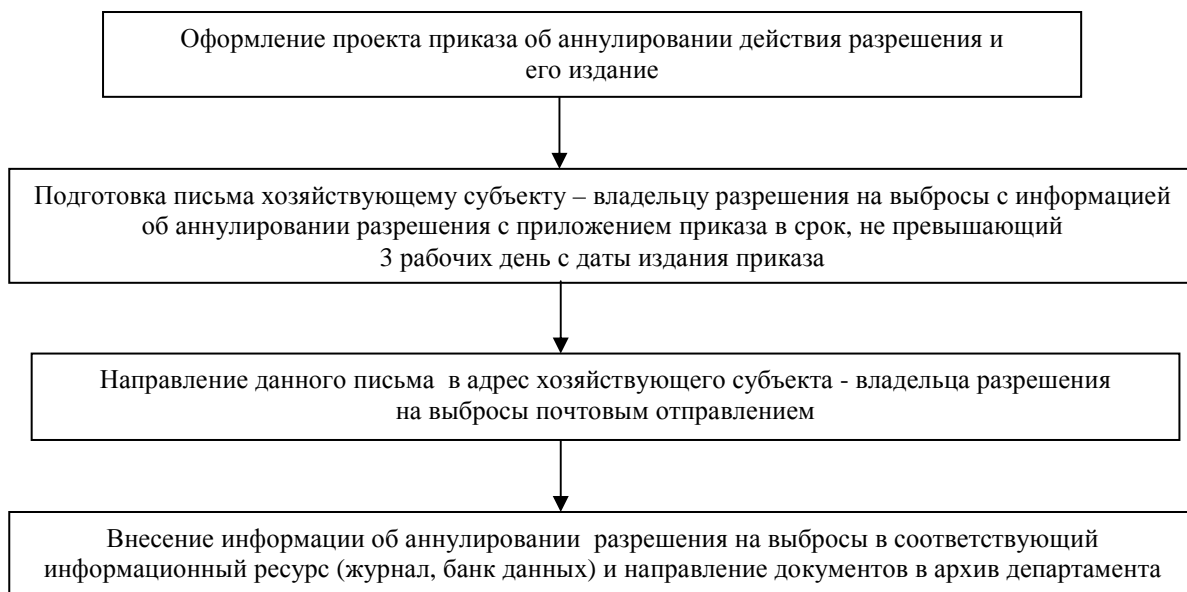 Оформление проекта приказа об аннулировании действия разрешения и
его издание
Подготовка письма хозяйствующему субъекту – владельцу разрешения на выбросы с информацией
об аннулировании разрешения с приложением приказа в срок, не превышающий
3 рабочих день с даты издания приказа
Направление данного письма в адрес хозяйствующего субъекта - владельца разрешения
на выбросы почтовым отправлением
Внесение информации об аннулировании разрешения на выбросы в соответствующий
информационный ресурс (журнал, банк данных) и направление документов в архив департамента